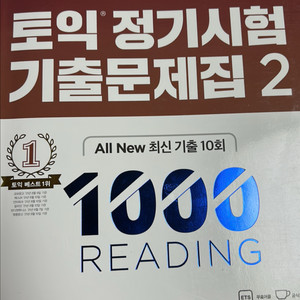 토익® 정기시험
기출문제집 2
All New 최신 기출 10회
1
토익 베스트 1위
1000
READING
ETS